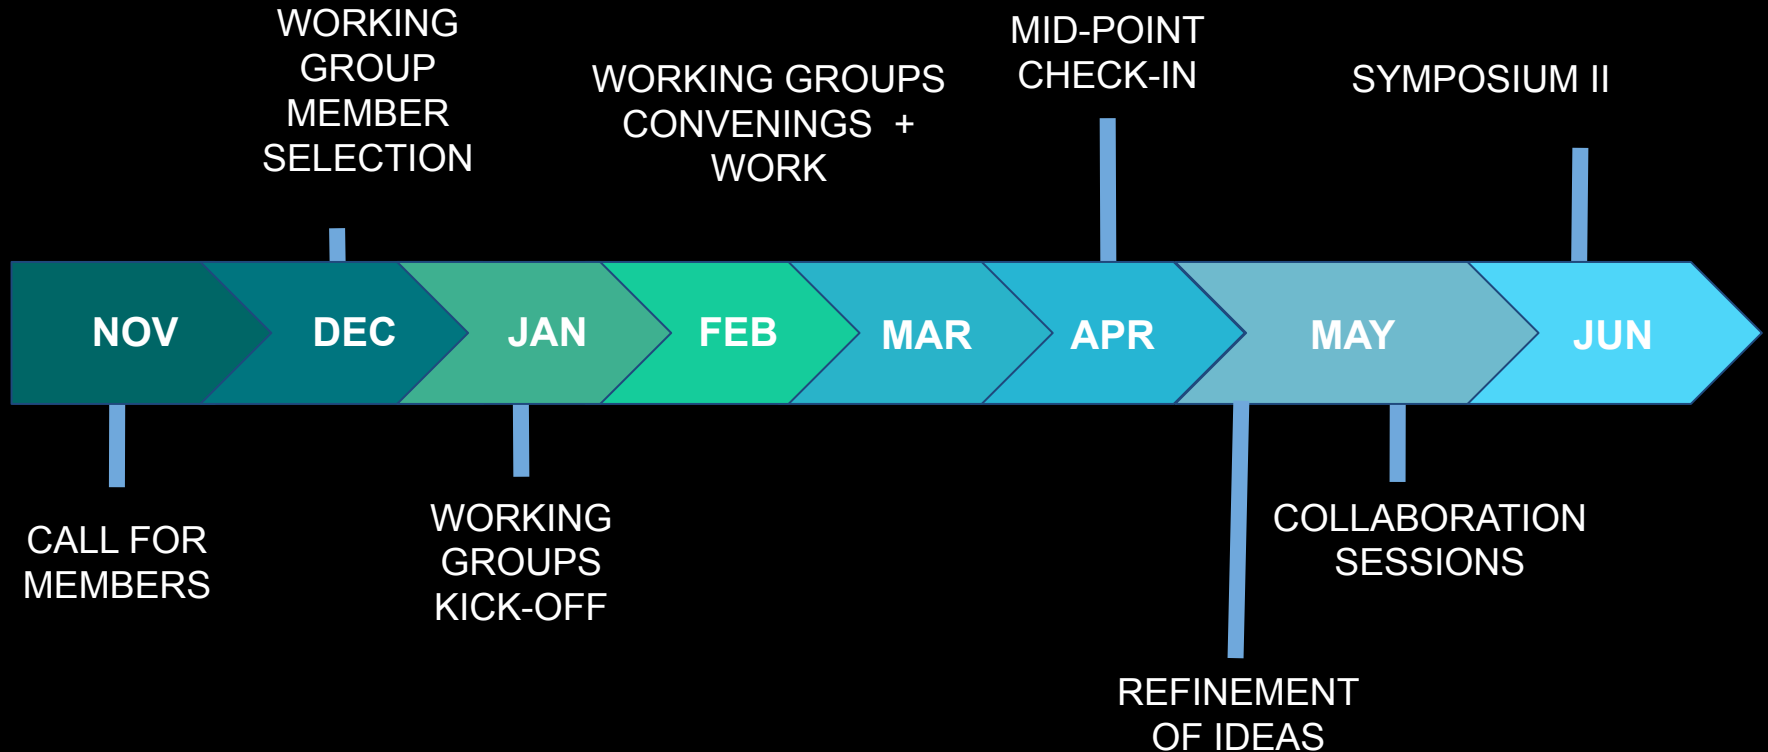 WORKING
GROUP
MEMBER
SELECTION
WORKING GROUPS
CONVENINGS +
WORK
MID-POINT
CHECK-IN
SYMPOSIUM II
NOV
DEC
JAN
FEB
MAR
APR
MAY
JUN
CALL FOR
MEMBERS
WORKING
GROUPS
KICK-OFF
COLLABORATION
SESSIONS
REFINEMENT
OF IDEAS